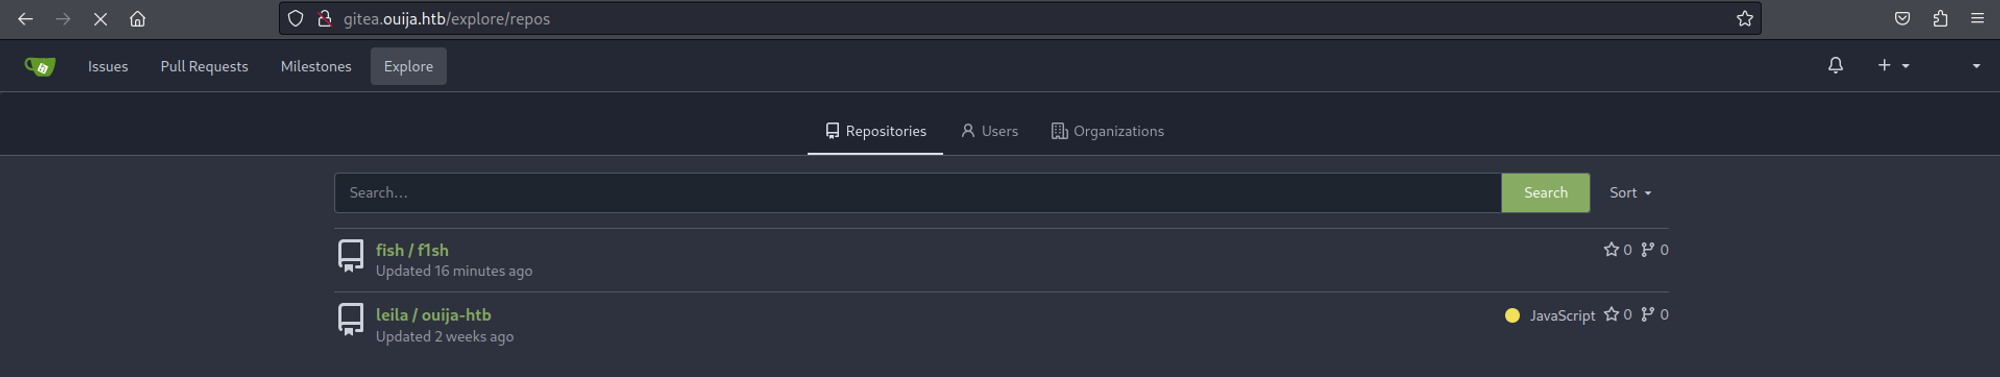 gitea.ouija.htb/explore/repos
Issues Pull Requests Milestones Explore
Repositories Users Organizations
Search... Search Sort
fish / f1sh 0 0
Updated 16 minutes ago
leila / ouija-htb JavaScript 0 0
Updated 2 weeks ago